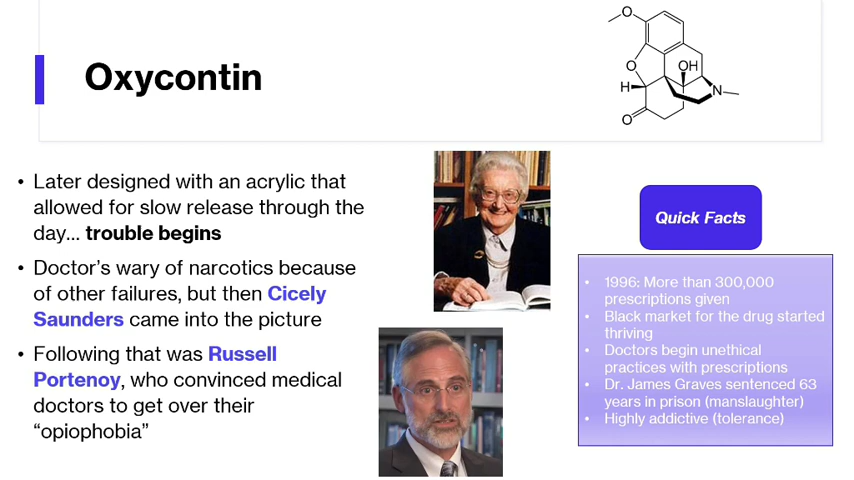 Oxycontin
O
O
OH
H
N
O
• Later designed with an acrylic that
allowed for slow release through the
day... trouble begins
• Doctor's wary of narcotics because
of other failures, but then Cicely
Saunders came into the picture
• Following that was Russell
Portenoy, who convinced medical
doctors to get over their
“opiophobia”
Quick Facts
• 1996: More than 300,000
prescriptions given
• Black market for the drug started
thriving
• Doctors begin unethical
practices with prescriptions
• Dr. James Graves sentenced 63
years in prison (manslaughter)
• Highly addictive (tolerance)